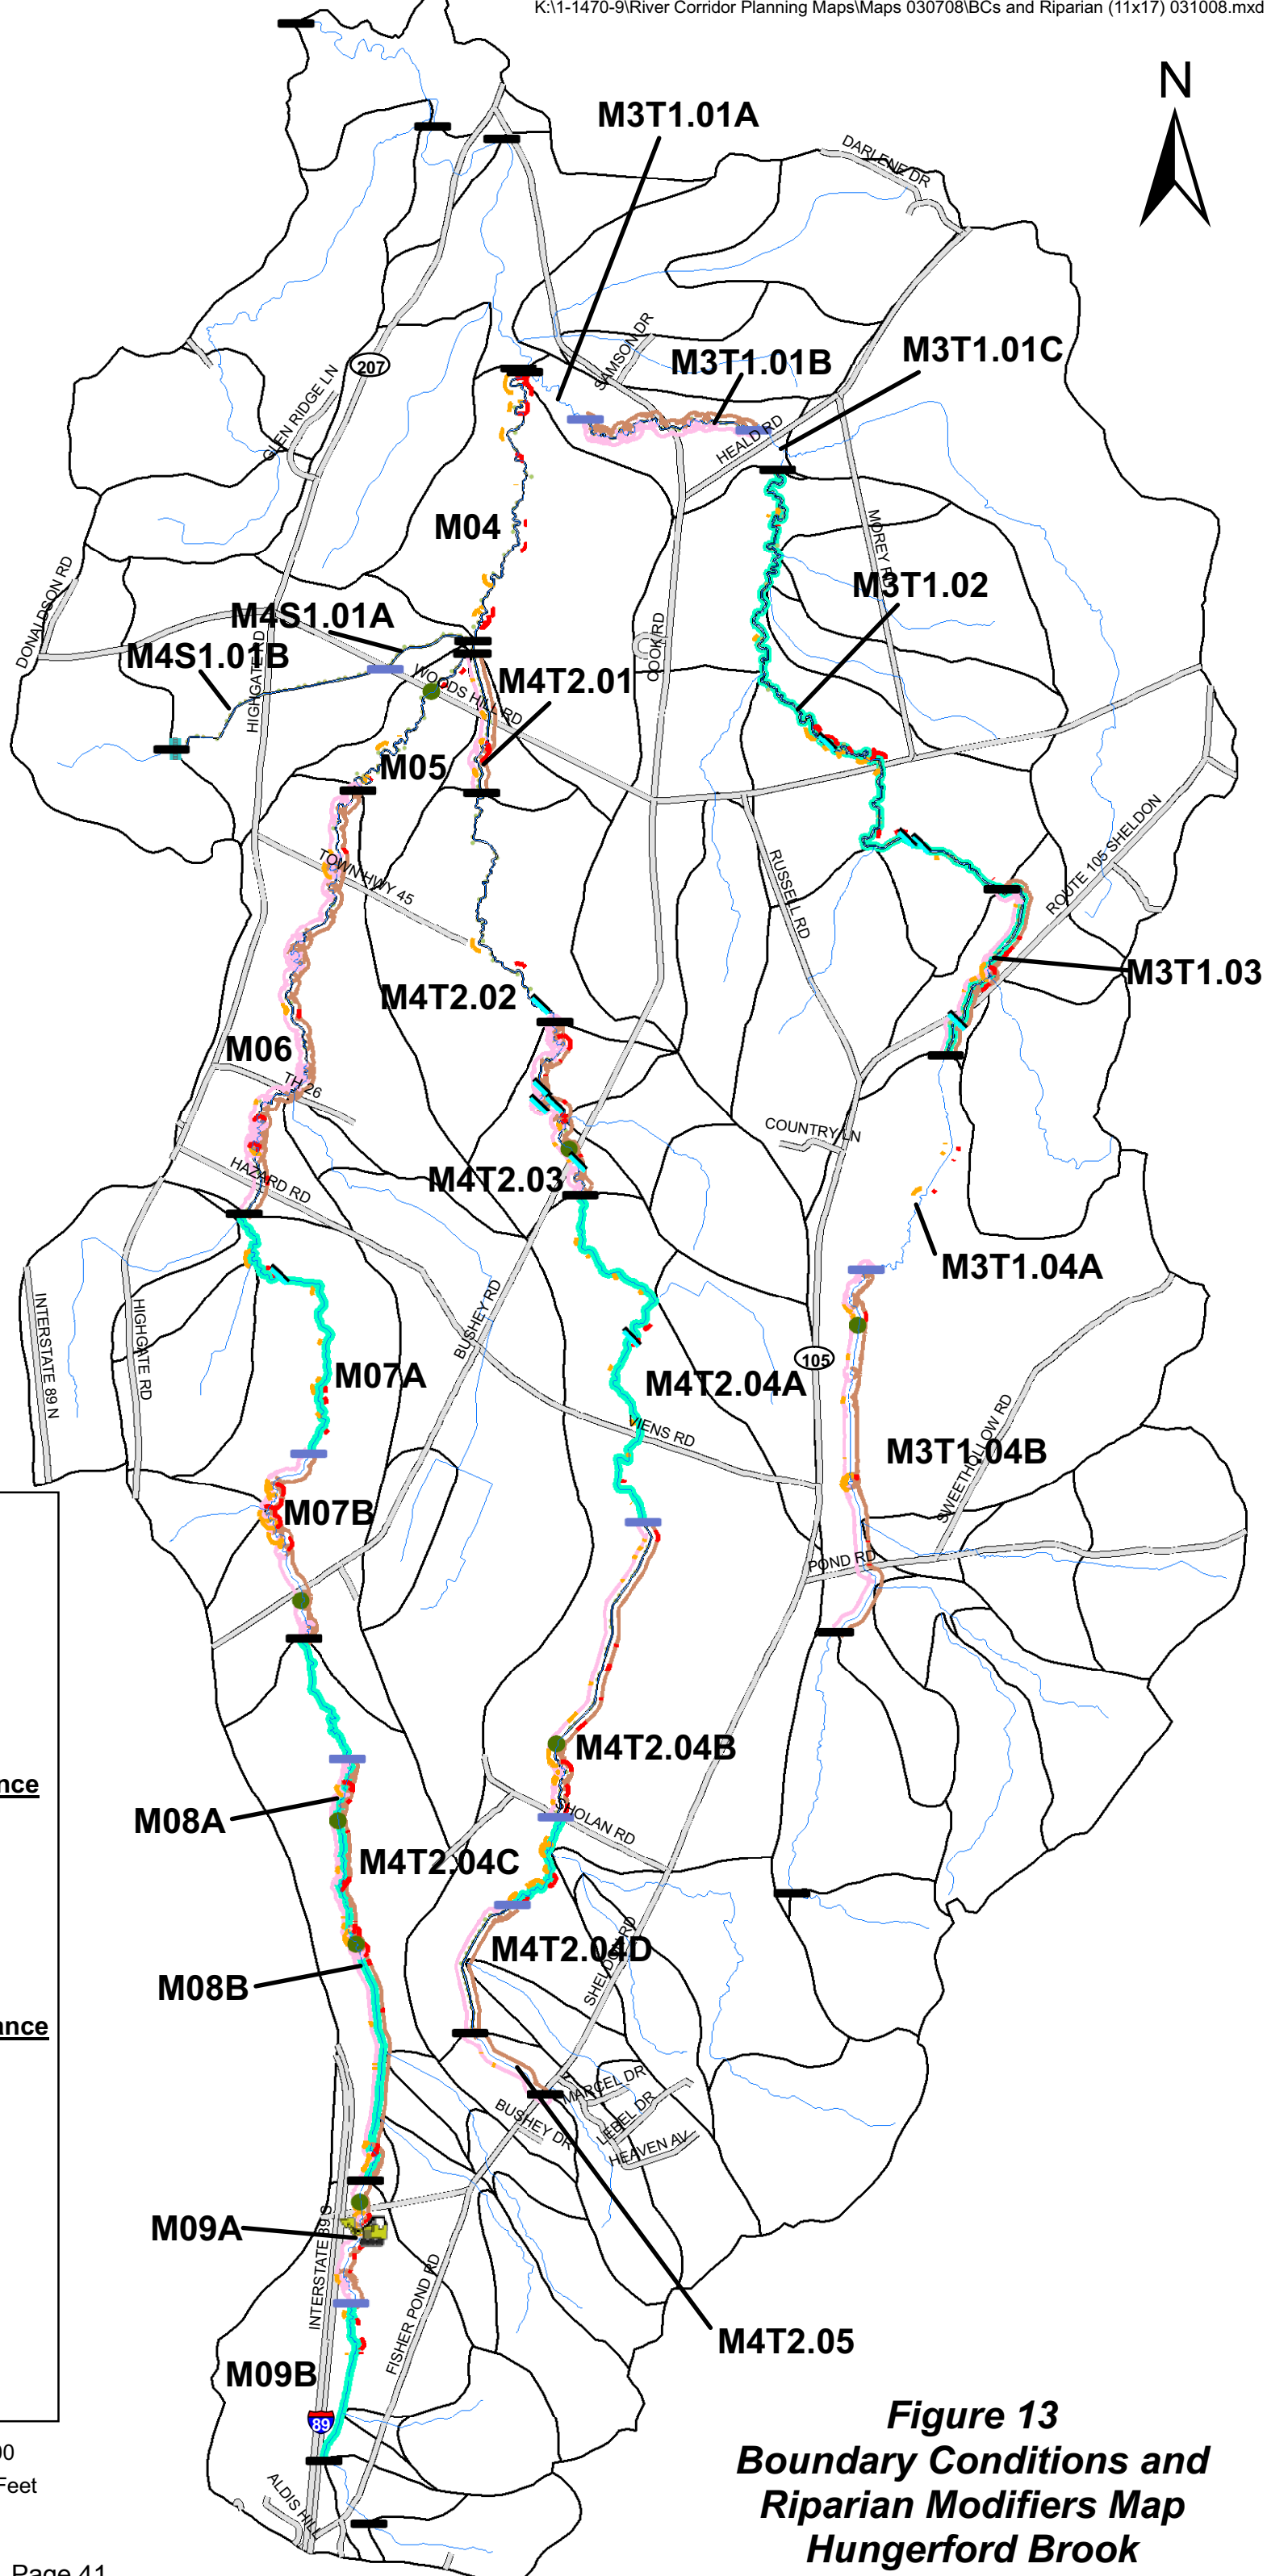 K:\1-1470-9\River Corridor Planning Maps\Maps 030708\BCs and Riparian (11x17) 031008.mxd
N
M3T1.01A
DARLENE DR
SAMSON DR
M3T1.01B
M3T1.01C
207
GLEN RIDGE LN
HEALD RD
M04
MOREY RD
M3T1.02
DONALDSON RD
M4S1.01A
COOK RD
M4S1.01B
HIGHGATE RD
WOODS HILL RD
M4T2.01
M05
ROUTE 105 SHELDON
TOWN HWY 45
RUSSELL RD
M3T1.03
M4T2.02
M06
TH 26
COUNTRY LN
HAZARD RD
M4T2.03
M3T1.04A
INTERSTATE 89 N
HIGHGATE RD
BUSHEY RD
105
M07A
M4T2.04A
VIENS RD
M3T1.04B
SWEETHOLLOW RD
M07B
POND RD
M4T2.04B
nce
M08A
SHOLAN RD
M4T2.04C
M4T2.04D
SHELDON RD
M08B
ance
MARCEL DR
BUSHEY DR
LEBEL DR
HEAVEN AV
M09A
INTERSTATE 89 S
FISHER POND RD
M4T2.05
M09B
89
Figure 13
Boundary Conditions and
Riparian Modifiers Map
Hungerford Brook
00
Feet
ALDIS HILL
Page 41